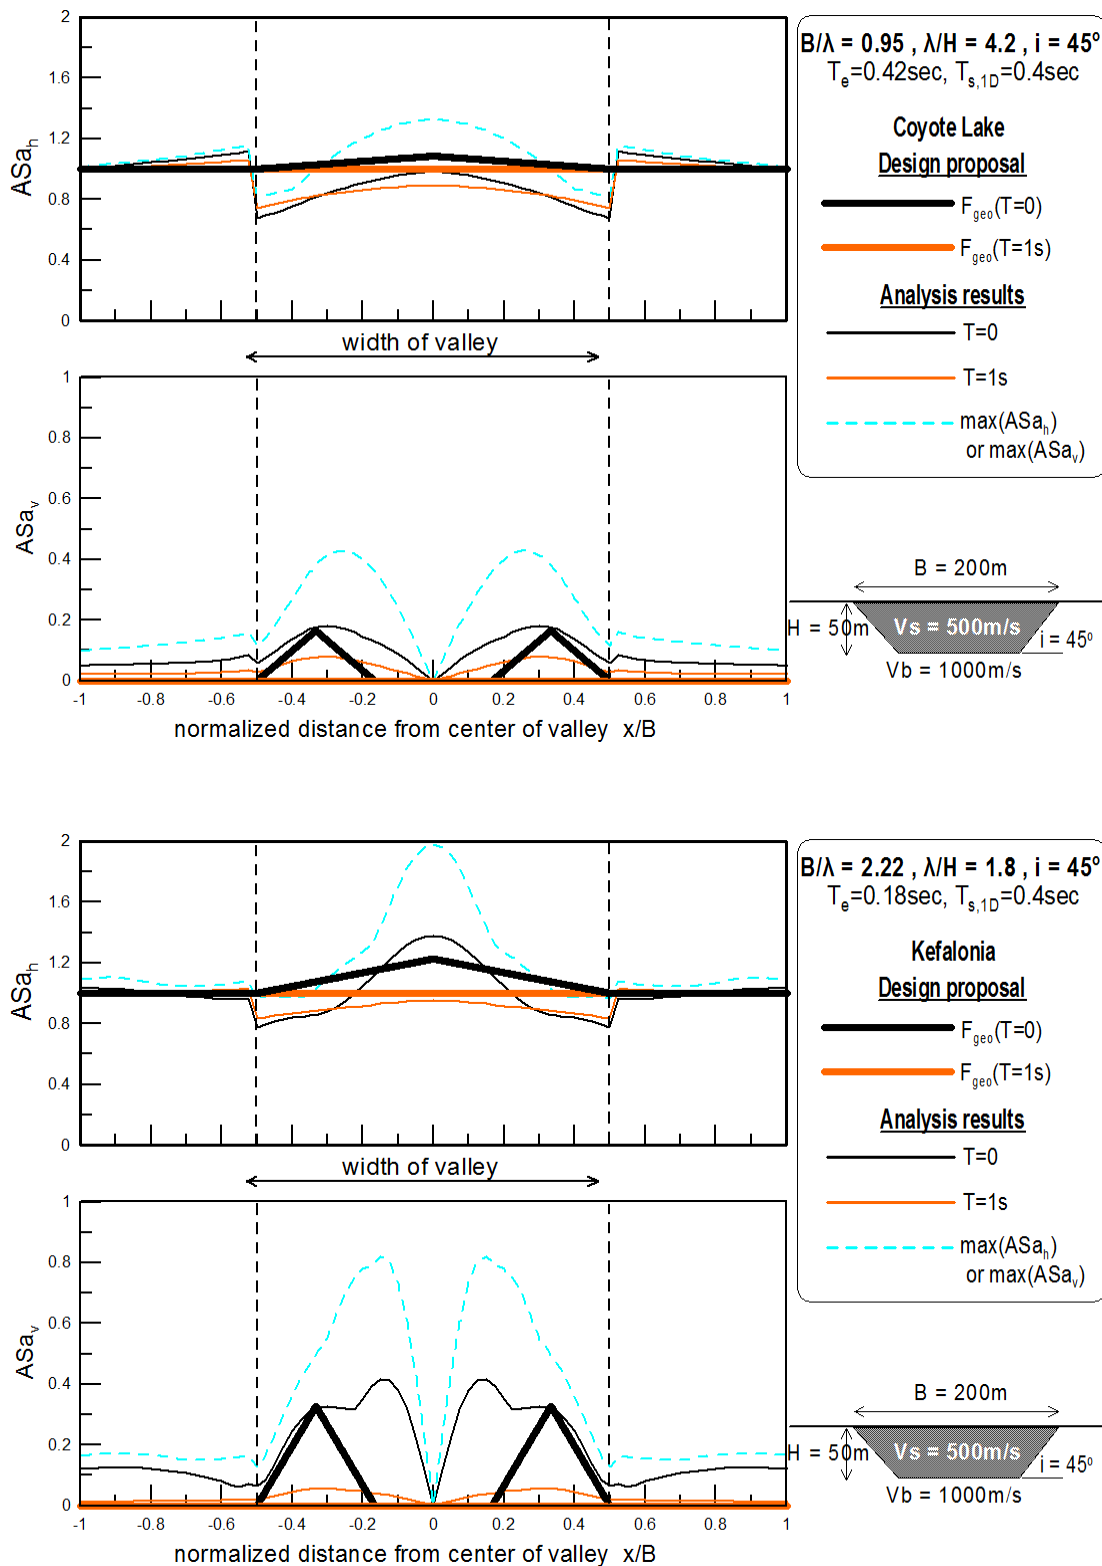 2
1.6
1.2
0.8
0.4
0
ASa_h
width of valley
1
0.8
0.6
0.4
0.2
0
ASa_v
-1 -0.8 -0.6 -0.4 -0.2 0 0.2 0.4 0.6 0.8 1
normalized distance from center of valley x/B
B/λ = 0.95 , λ/H = 4.2 , i = 45º
T_e=0.42sec, T_s,1D=0.4sec
Coyote Lake
Design proposal
F_geo(T=0)
F_geo(T=1s)
Analysis results
T=0
T=1s
max(ASa_h)
or max(ASa_v)
B = 200m
H = 50m
Vs = 500m/s
i = 45º
Vb = 1000m/s
2
1.6
1.2
0.8
0.4
0
ASa_h
width of valley
1
0.8
0.6
0.4
0.2
0
ASa_v
-1 -0.8 -0.6 -0.4 -0.2 0 0.2 0.4 0.6 0.8 1
normalized distance from center of valley x/B
B/λ = 2.22 , λ/H = 1.8 , i = 45º
T_e=0.18sec, T_s,1D=0.4sec
Kefalonia
Design proposal
F_geo(T=0)
F_geo(T=1s)
Analysis results
T=0
T=1s
max(ASa_h)
or max(ASa_v)
B = 200m
H = 50m
Vs = 500m/s
i = 45º
Vb = 1000m/s